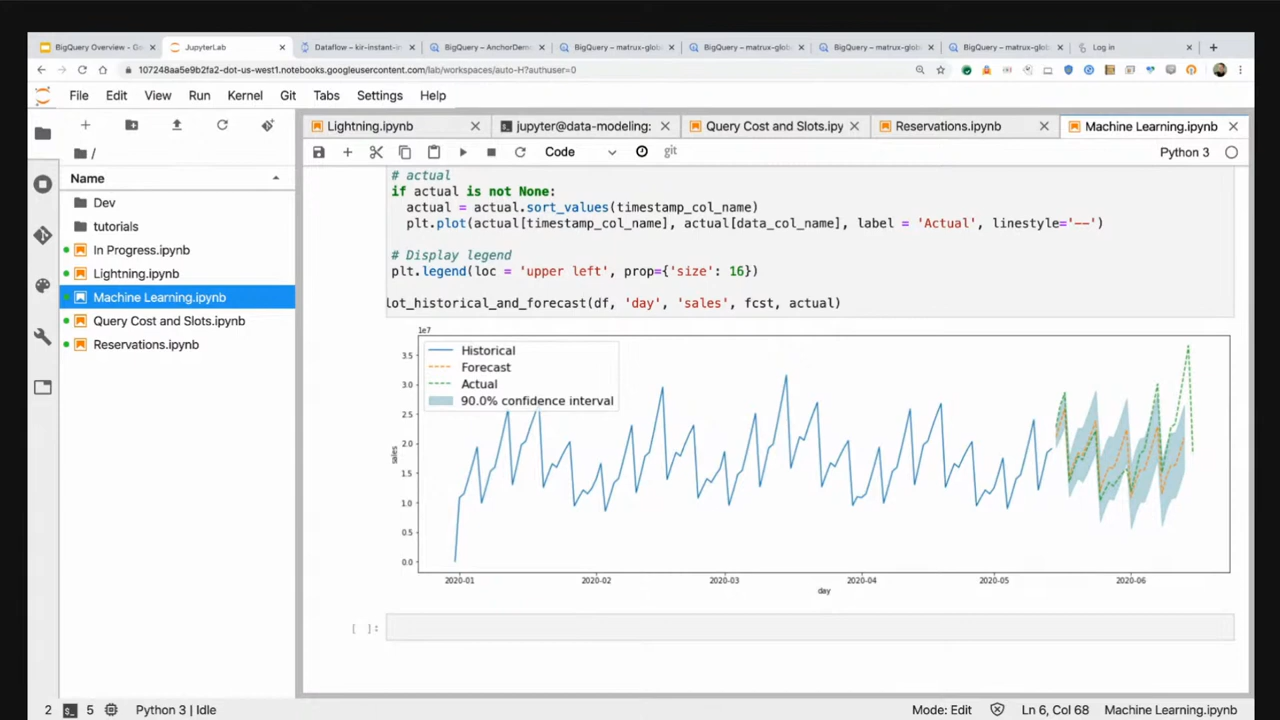 BigQuery Overview - Go
JupyterLab
Dataflow – kir-instant-i
BigQuery – AnchorDem
BigQuery – matrux-glob
BigQuery – matrux-glob
BigQuery – matrux-glob
BigQuery – matrux-glob
Log in
107248aa5e9b2fa2-dot-us-west1.notebooks.googleusercontent.com/lab/workspaces/auto-H?authuser=0
File Edit View Run Kernel Git Tabs Settings Help
Lightning.ipynb
jupyter@data-modeling:
Query Cost and Slots.ipy
Reservations.ipynb
Machine Learning.ipynb
Code
git
Python 3
/
Name
Dev
tutorials
In Progress.ipynb
Lightning.ipynb
Machine Learning.ipynb
Query Cost and Slots.ipynb
Reservations.ipynb
# actual
if actual is not None:
actual = actual.sort_values(timestamp_col_name)
plt.plot(actual[timestamp_col_name], actual[data_col_name], label = 'Actual', linestyle='--')
# Display legend
plt.legend(loc = 'upper left', prop={'size': 16})
lot_historical_and_forecast(df, 'day', 'sales', fcst, actual)
1e7
3.5
3.0
2.5
2.0
1.5
1.0
0.5
0.0
sales
Historical
Forecast
Actual
90.0% confidence interval
2020-01 2020-02 2020-03 2020-04 2020-05 2020-06
day
[ ]:
2 5 Python 3 | Idle
Mode: Edit Ln 6, Col 68 Machine Learning.ipynb